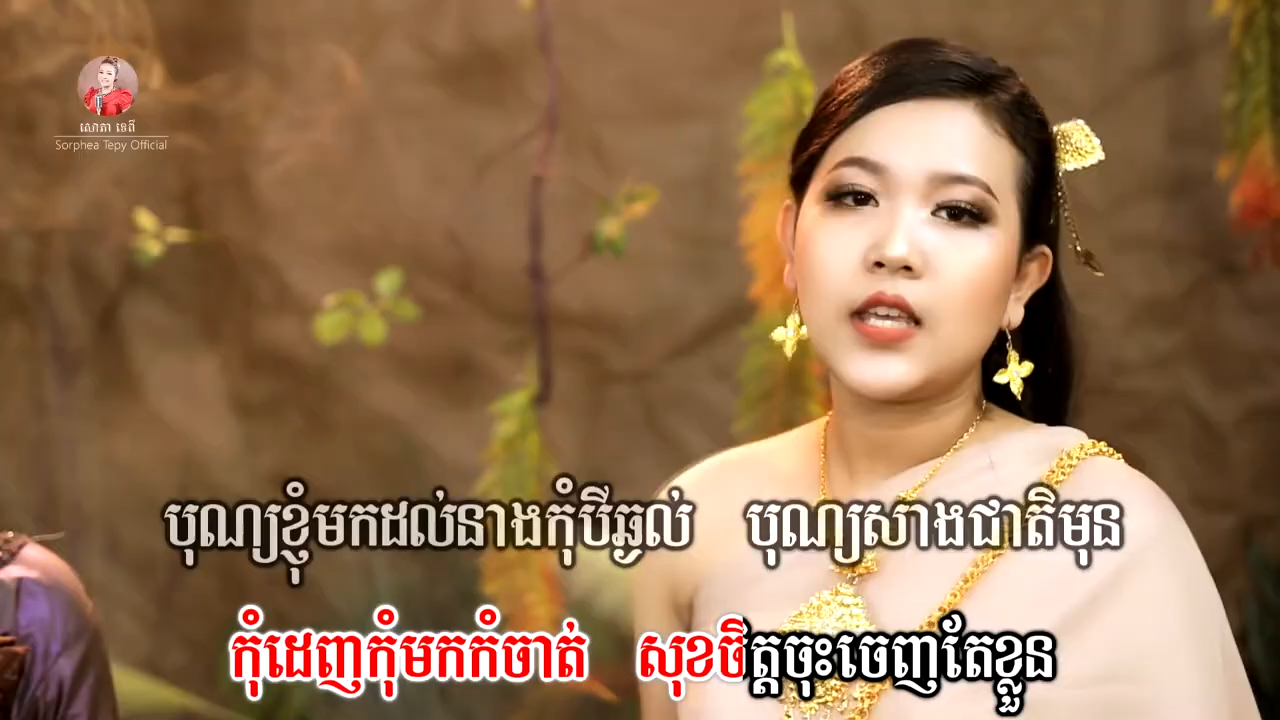 សោភា ទេពី
Sorphea Tepy Official
បុណ្យខ្ញុំមកដល់នាងកុំបីឆ្ងល់ បុណ្យសាងជាតិមុន
កុំដេញកុំមកកំចាត់ សុខចិត្តចុះចេញតែខ្លួន